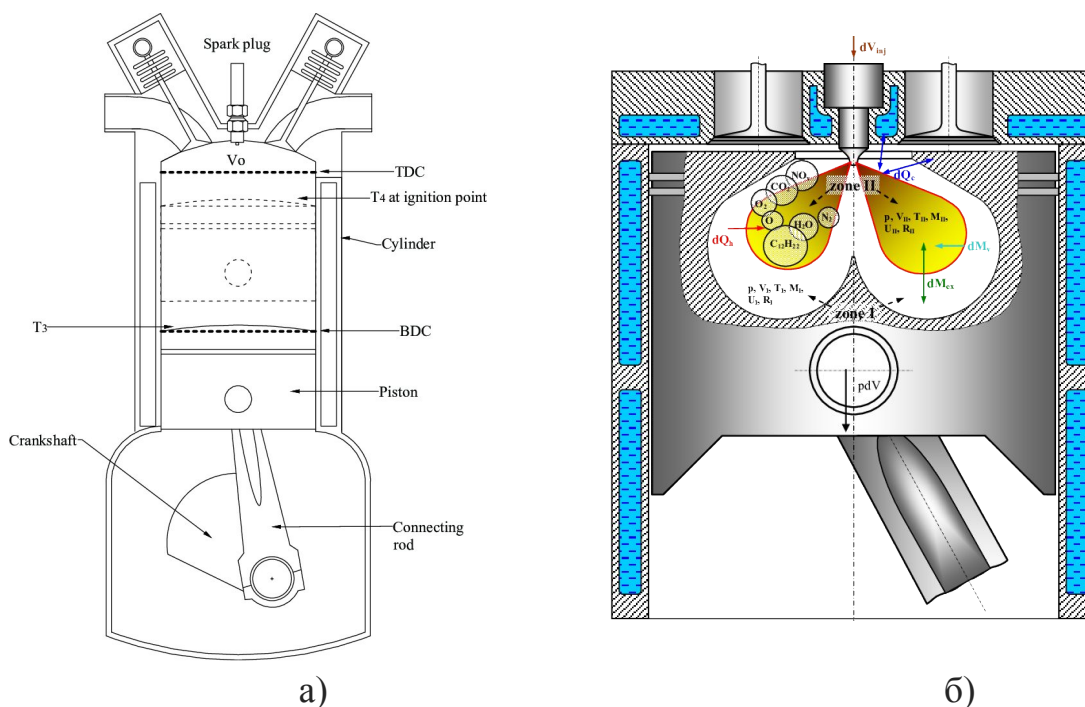 Spark plug
Vo
TDC
T4 at ignition point
Cylinder
T3
BDC
Piston
Crankshaft
Connecting
rod
а)
dVinj
dQc
NOx
CO2
zone II
O2
O
H2O
N2
C12H22
dQh
p, VII, TII, MII,
UII, RII
dMv
dMex
p, VI, TI, MI,
UI, RI
zone I
pdV
б)